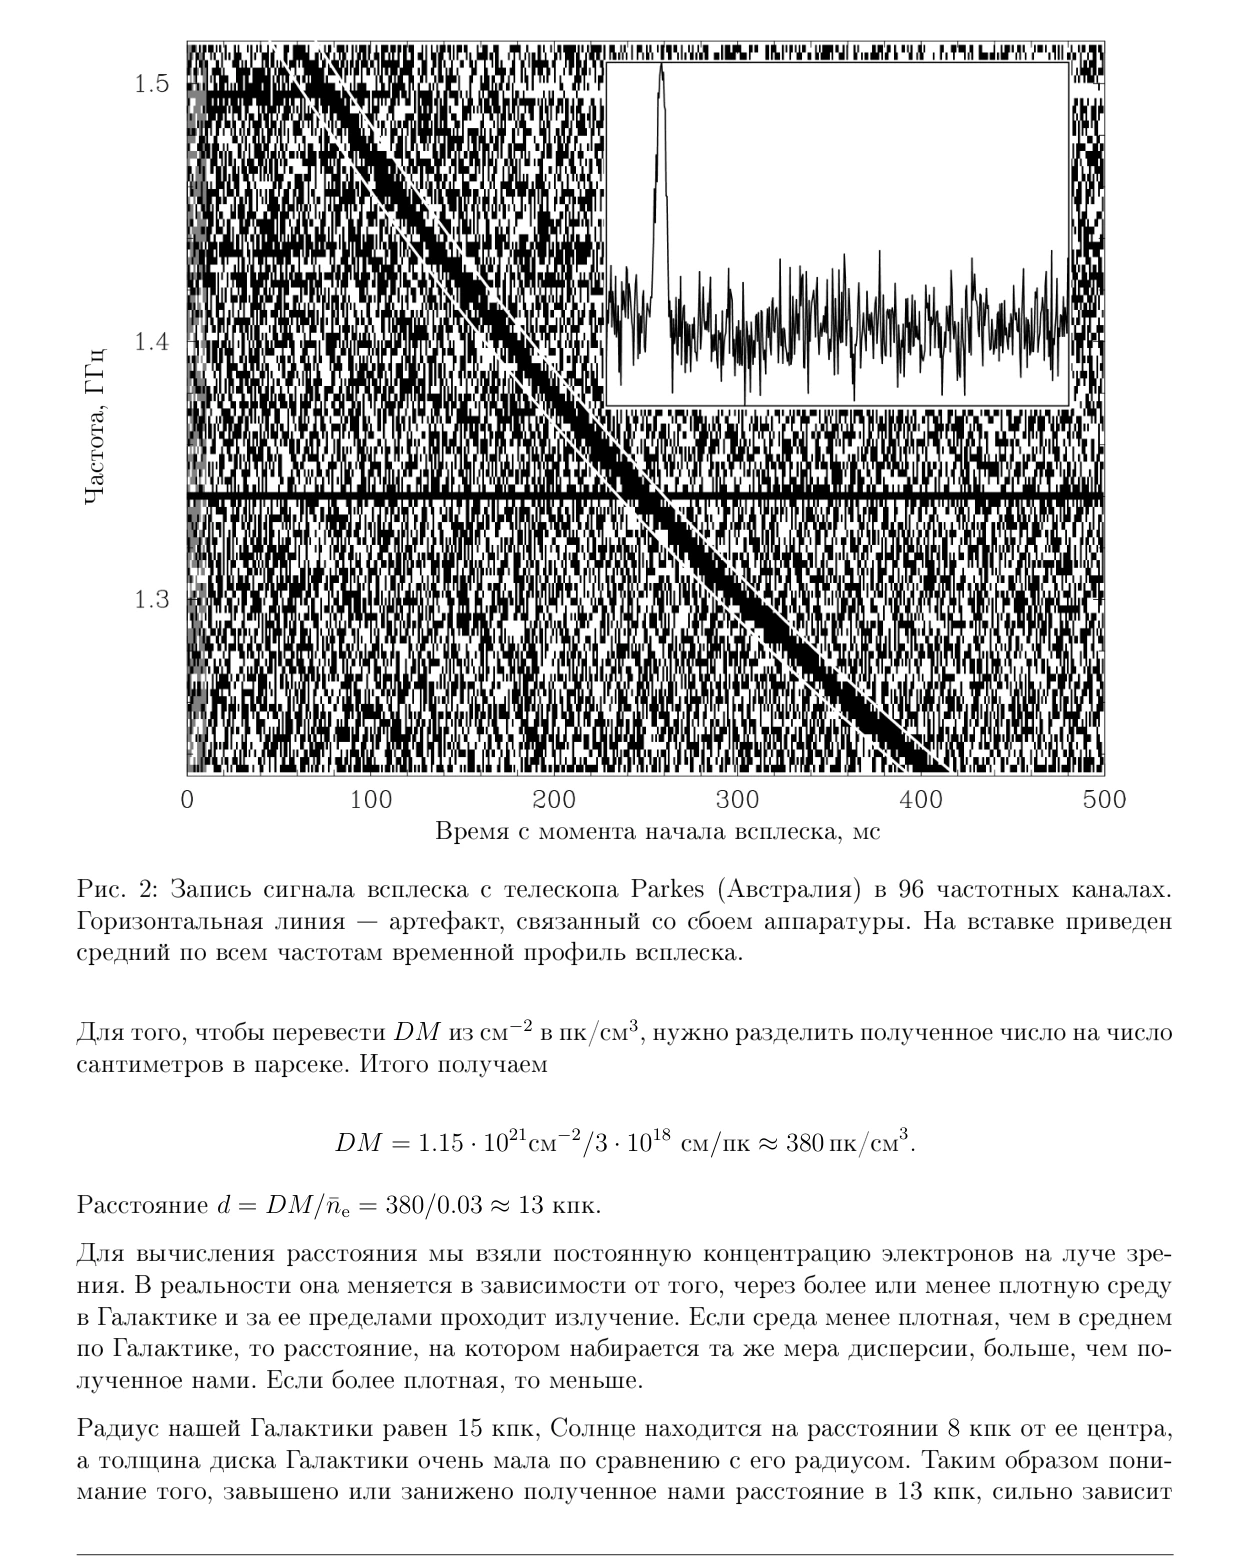 1.5
1.4
1.3
Частота, ГГц
0 100 200 300 400 500
Время с момента начала всплеска, мс
Рис. 2: Запись сигнала всплеска с телескопа Parkes (Австралия) в 96 частотных каналах.
Горизонтальная линия — артефакт, связанный со сбоем аппаратуры. На вставке приведен
средний по всем частотам временной профиль всплеска.
Для того, чтобы перевести DM из см⁻² в пк/см³, нужно разделить полученное число на число
сантиметров в парсеке. Итого получаем
DM = 1.15 · 10²¹см⁻²/3 · 10¹⁸ см/пк ≈ 380 пк/см³.
Расстояние d = DM/n̄ₑ = 380/0.03 ≈ 13 кпк.
Для вычисления расстояния мы взяли постоянную концентрацию электронов на луче зре-
ния. В реальности она меняется в зависимости от того, через более или менее плотную среду
в Галактике и за ее пределами проходит излучение. Если среда менее плотная, чем в среднем
по Галактике, то расстояние, на котором набирается та же мера дисперсии, больше, чем по-
лученное нами. Если более плотная, то меньше.
Радиус нашей Галактики равен 15 кпк, Солнце находится на расстоянии 8 кпк от ее центра,
а толщина диска Галактики очень мала по сравнению с его радиусом. Таким образом пони-
мание того, завышено или занижено полученное нами расстояние в 13 кпк, сильно зависит